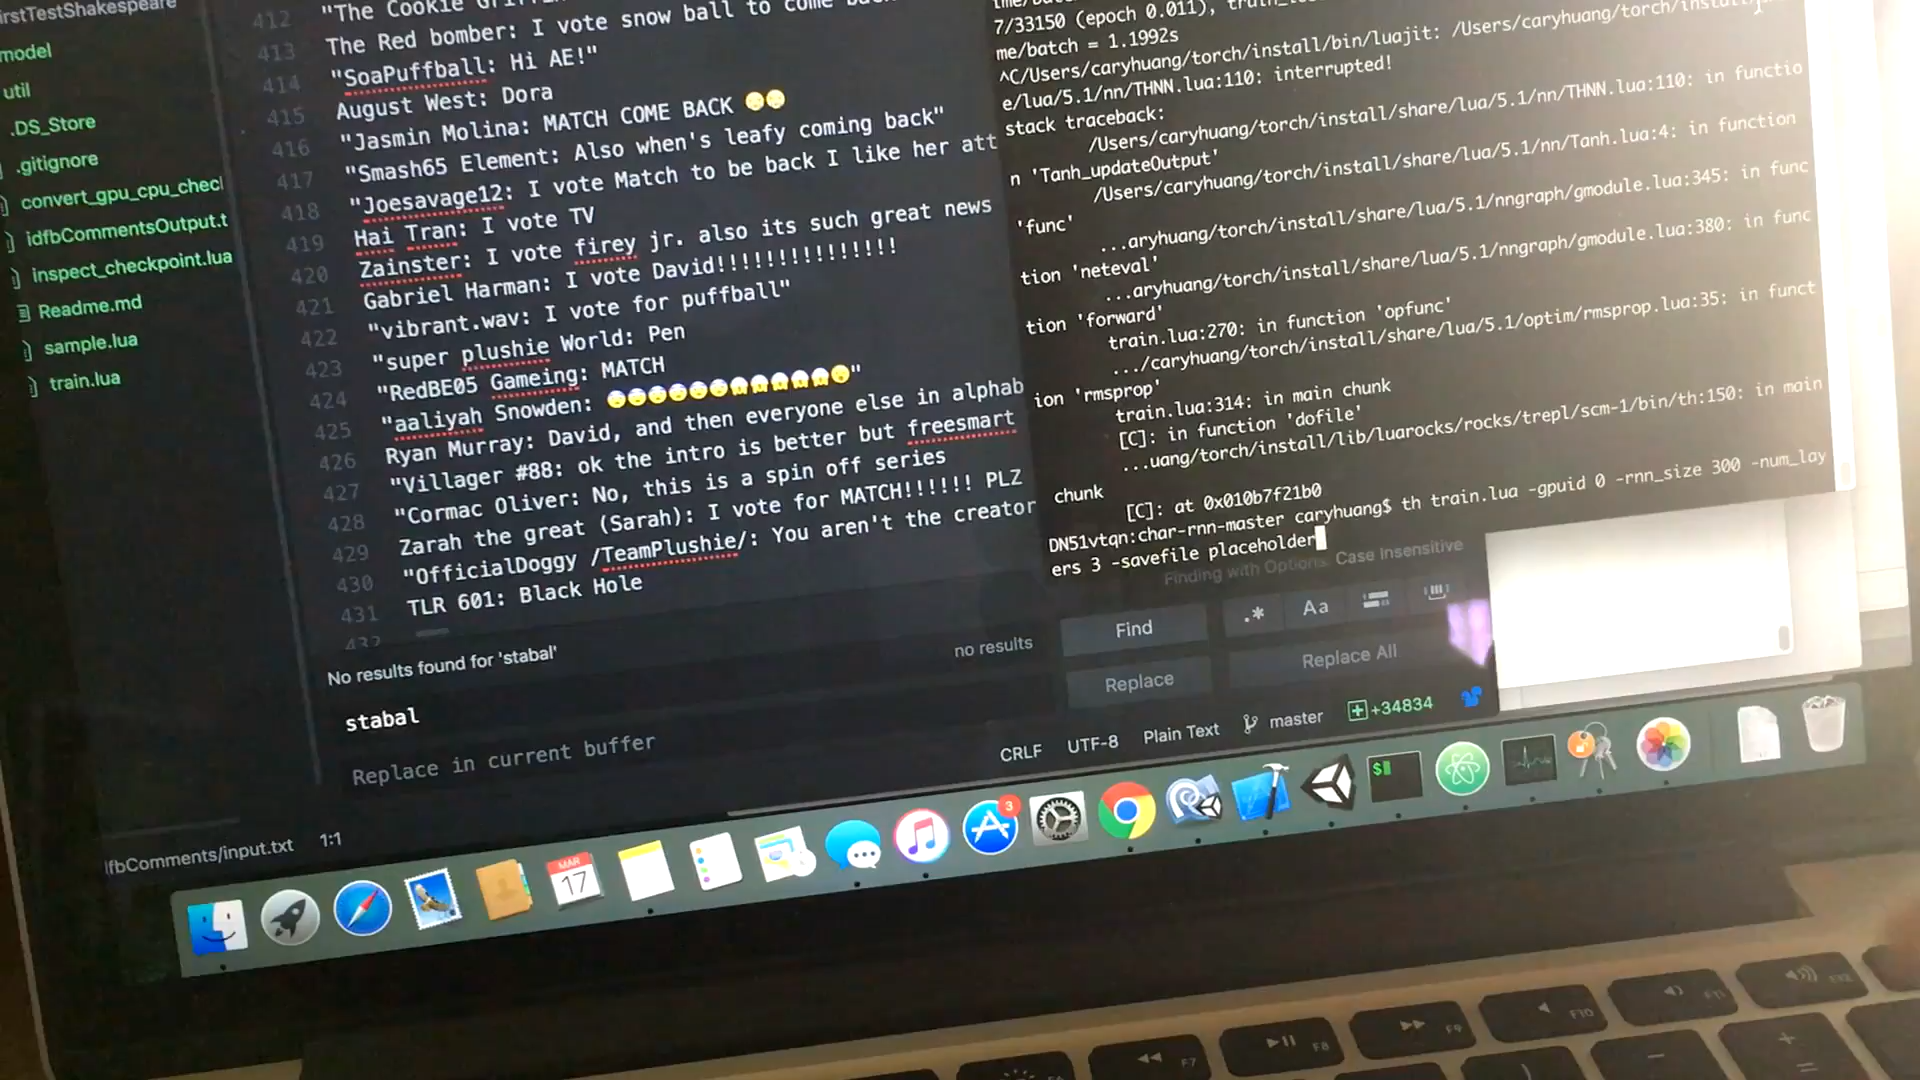 irstTestShakespeare
model
util
.DS_Store
.gitignore
convert_gpu_cpu_checl
idfbCommentsOutput.t
inspect_checkpoint.lua
Readme.md
sample.lua
train.lua
412 "The Cookie
413 The Red bomber: I vote snow ball to come
414 "SoaPuffball: Hi AE!"
415 August West: Dora
416 "Jasmin Molina: MATCH COME BACK 😳😳
417 "Smash65 Element: Also when's leafy coming back"
418 "Joesavage12: I vote Match to be back I like her att
419 Hai Tran: I vote TV
420 Zainster: I vote firey jr. also its such great news
421 Gabriel Harman: I vote David!!!!!!!!!!!!!!!
422 "vibrant.wav: I vote for puffball"
423 "super plushie World: Pen
424 "RedBE05 Gameing: MATCH
425 "aaliyah Snowden: 😳😳😳😳😳😳😱😱😱😱😱😲"
426 Ryan Murray: David, and then everyone else in alphab
427 "Villager #88: ok the intro is better but freesmart
428 "Cormac Oliver: No, this is a spin off series
429 Zarah the great (Sarah): I vote for MATCH!!!!!! PLZ
430 "OfficialDoggy /TeamPlushie/: You aren't the creator
431 TLR 601: Black Hole
432
No results found for 'stabal'
no results
stabal
Replace in current buffer
Finding with Options: Case Insensitive
.* Aa
Find
Replace
Replace All
fbComments/input.txt 1:1
CRLF UTF-8 Plain Text master +34834
7/33150 (epoch 0.011),
me/batch = 1.1992s
^C/Users/caryhuang/torch/install/bin/luajit: /Users/caryhuang/torch/install/
e/lua/5.1/nn/THNN.lua:110: interrupted!
stack traceback:
/Users/caryhuang/torch/install/share/lua/5.1/nn/THNN.lua:110: in functio
n 'Tanh_updateOutput'
/Users/caryhuang/torch/install/share/lua/5.1/nn/Tanh.lua:4: in function
'func'
...aryhuang/torch/install/share/lua/5.1/nngraph/gmodule.lua:345: in func
tion 'neteval'
...aryhuang/torch/install/share/lua/5.1/nngraph/gmodule.lua:380: in func
tion 'forward'
train.lua:270: in function 'opfunc'
.../caryhuang/torch/install/share/lua/5.1/optim/rmsprop.lua:35: in funct
ion 'rmsprop'
train.lua:314: in main chunk
[C]: in function 'dofile'
...uang/torch/install/lib/luarocks/rocks/trepl/scm-1/bin/th:150: in main
chunk
[C]: at 0x010b7f21b0
DN51vtqn:char-rnn-master caryhuang$ th train.lua -gpuid 0 -rnn_size 300 -num_lay
ers 3 -savefile placeholder
MAR
17
3
$
F7
F8
F9
F10
F11
F12